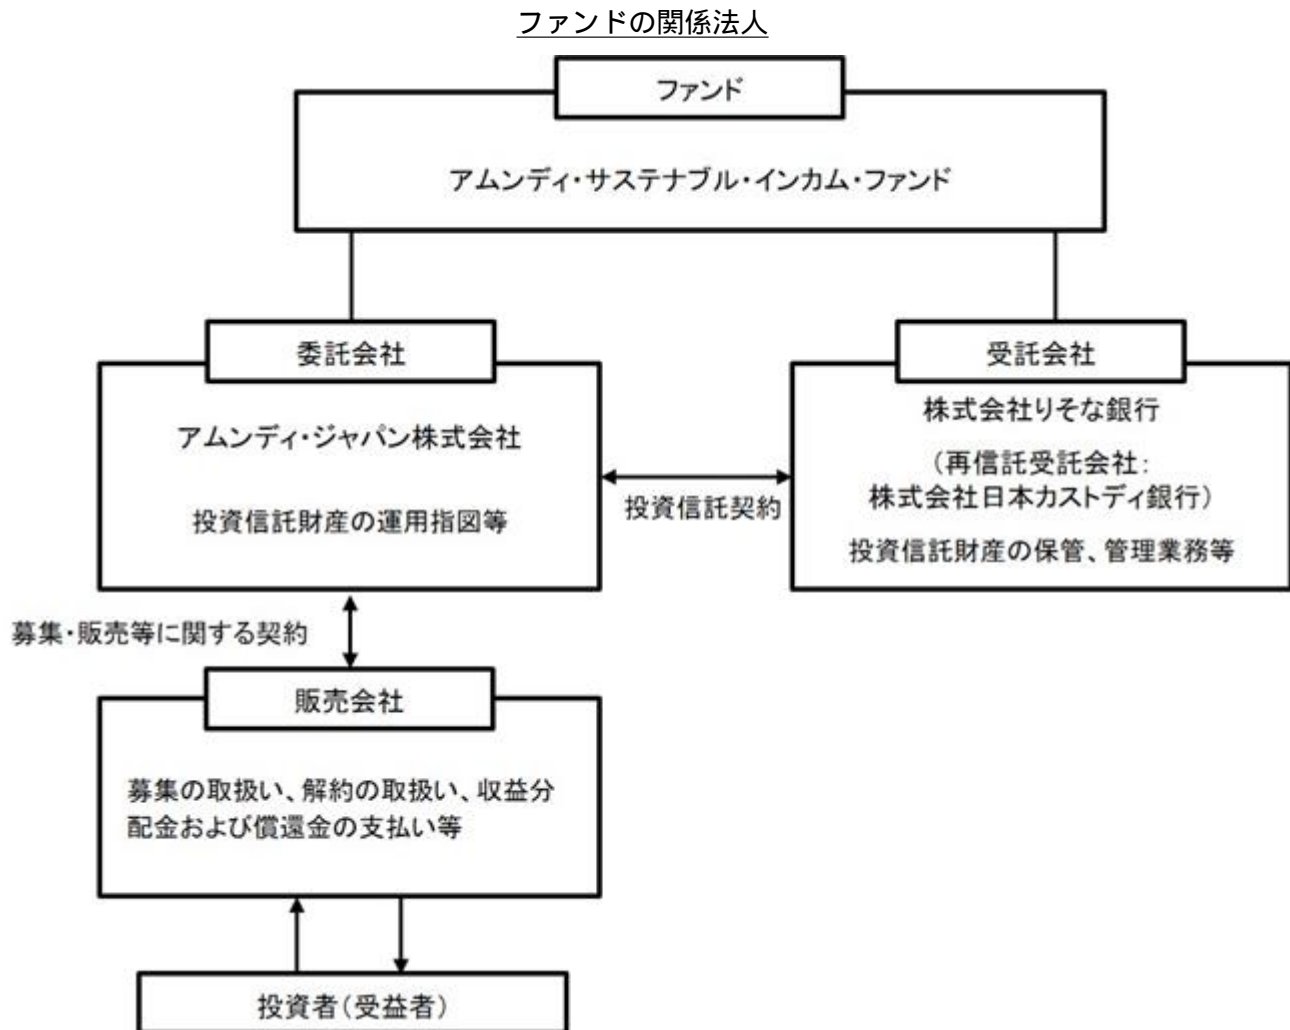 ファンドの関係法人
ファンド
アムンディ・サステナブル・インカム・ファンド
委託会社
アムンディ・ジャパン株式会社
投資信託財産の運用指図等
投資信託契約
受託会社
株式会社りそな銀行
（再信託受託会社：
株式会社日本カストディ銀行）
投資信託財産の保管、管理業務等
募集・販売等に関する契約
販売会社
募集の取扱い、解約の取扱い、収益分
配金および償還金の支払い等
投資者（受益者）